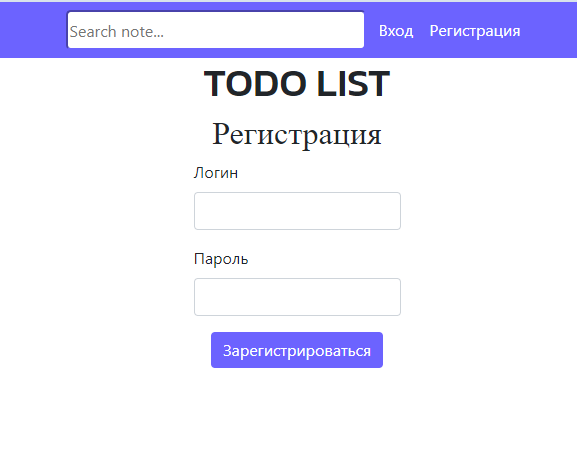 Search note... Вход Регистрация
TODO LIST
Регистрация
Логин
Пароль
Зарегистрироваться